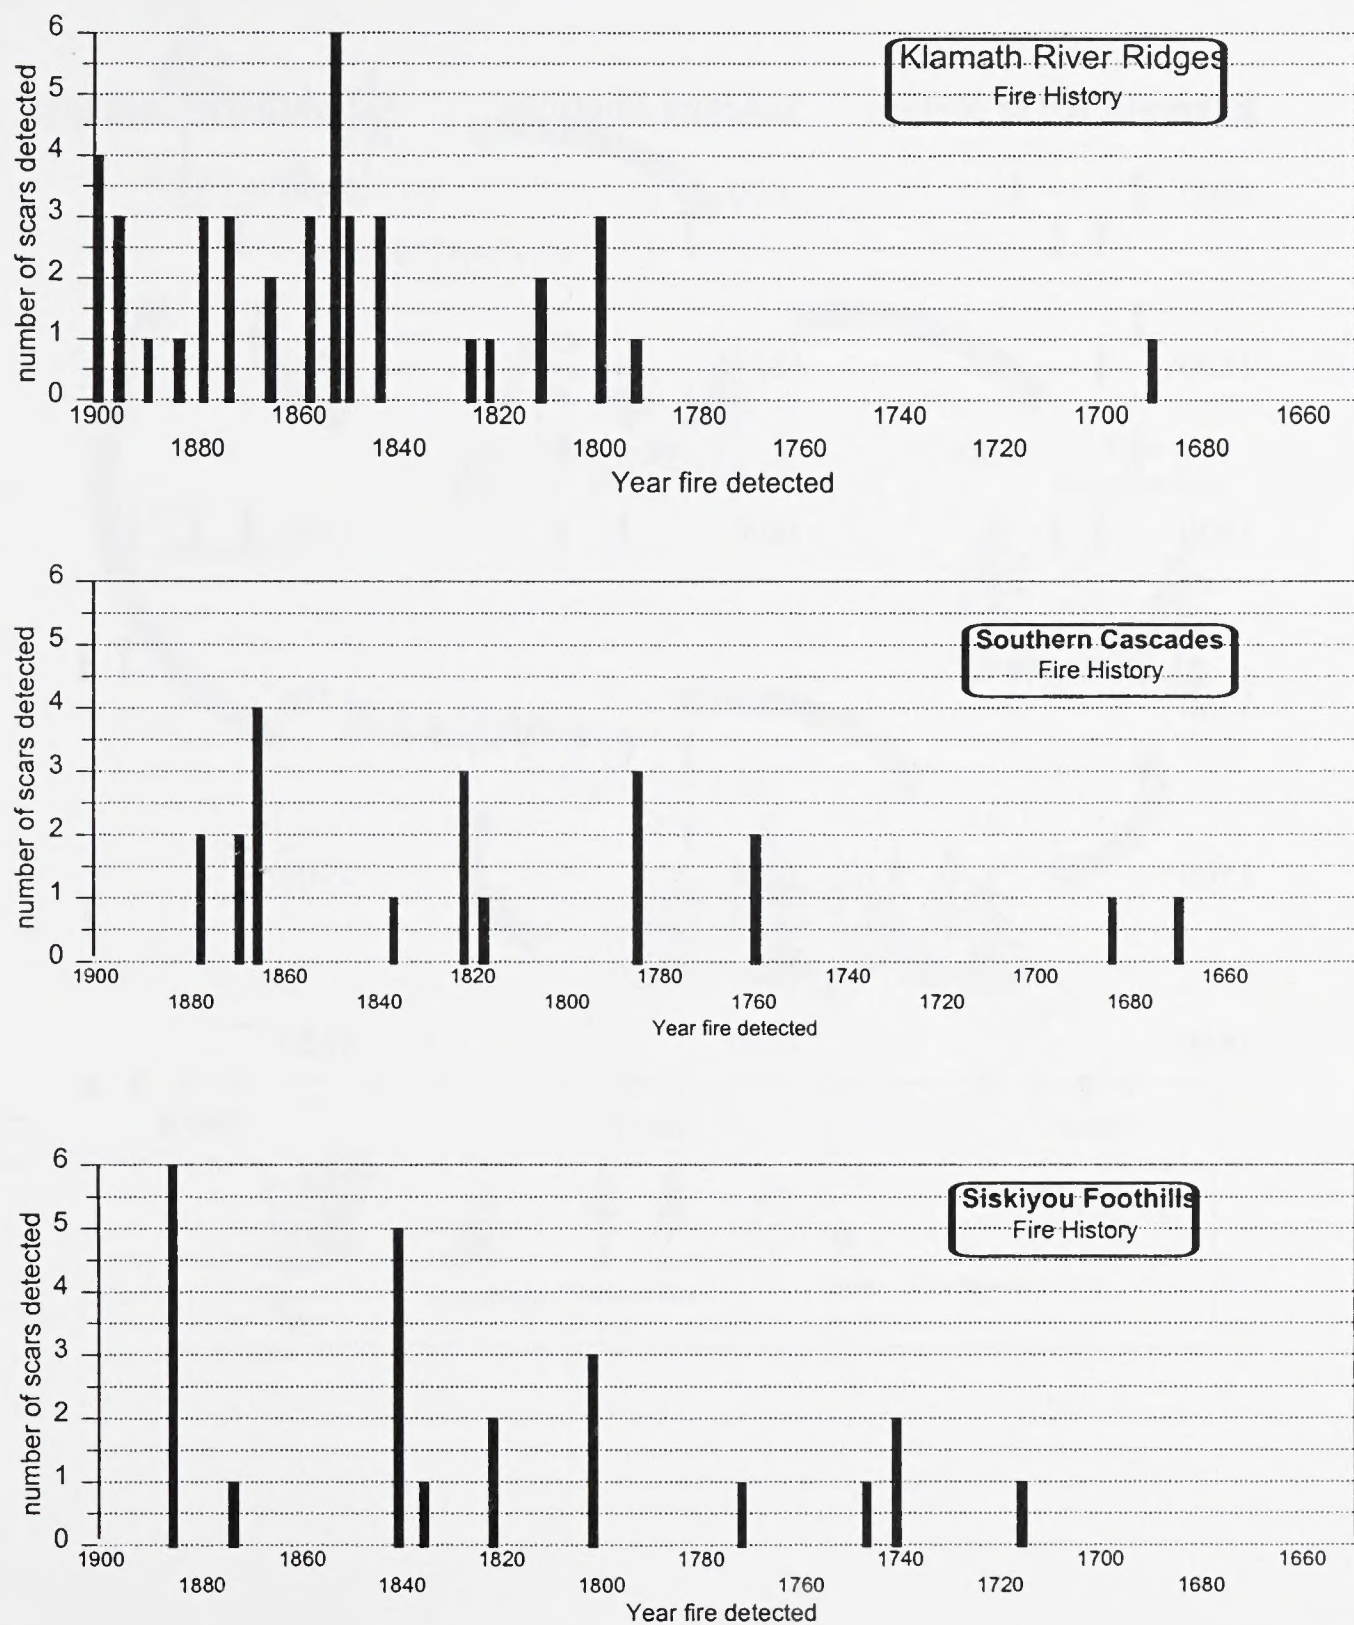 Klamath River Ridges
Fire History
number of scars detected
6
5
4
3
2
1
0
1900 1860 1820 1780 1740 1700 1660
1880 1840 1800 1760 1720 1680
Year fire detected
Southern Cascades
Fire History
number of scars detected
6
5
4
3
2
1
0
1900 1860 1820 1780 1740 1700 1660
1880 1840 1800 1760 1720 1680
Year fire detected
Siskiyou Foothills
Fire History
number of scars detected
6
5
4
3
2
1
0
1900 1860 1820 1780 1740 1700 1660
1880 1840 1800 1760 1720 1680
Year fire detected